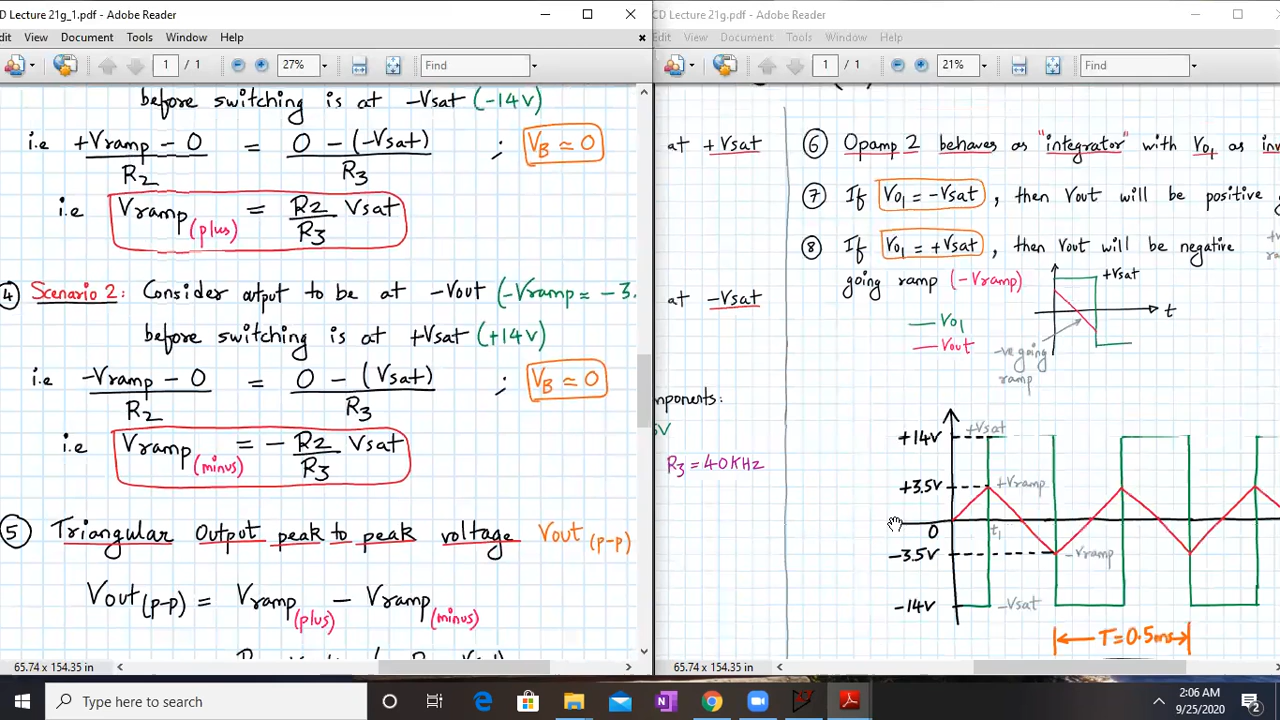 CD Lecture 21g_1.pdf - Adobe Reader
Edit View Document Tools Window Help
1 / 1 27% Find
before switching is at -Vsat (-14V)
i.e +Vramp - 0 / R2 = 0 - (-Vsat) / R3 ; VB ≃ 0
i.e Vramp(plus) = R2/R3 Vsat
4 Scenario 2: Consider output to be at -Vout (-Vramp ≈ -3.
before switching is at +Vsat (+14V)
i.e -Vramp - 0 / R2 = 0 - (Vsat) / R3 ; VB ≃ 0
i.e Vramp(minus) = - R2/R3 Vsat
5 Triangular Output peak to peak voltage Vout(p-p)
Vout(p-p) = Vramp(plus) - Vramp(minus)
65.74 x 154.35 in
CD Lecture 21g.pdf - Adobe Reader
Edit View Document Tools Window Help
1 / 1 21% Find
at +Vsat
at -Vsat
mponents:
5V
R3 = 40KHz
6 Opamp 2 behaves as "integrator" with Vo1 as inv
7 If Vo1 = -Vsat, then Vout will be positive g
8 If Vo1 = +Vsat, then Vout will be negative
going ramp (-Vramp)
+Vsat
t
Vo1
Vout
-ve going
ramp
+14V +Vsat
+3.5V +Vramp
0 t1
-3.5V -Vramp
-14V -Vsat
T=0.5ms
65.74 x 154.35 in
Type here to search
2:06 AM
9/25/2020
2